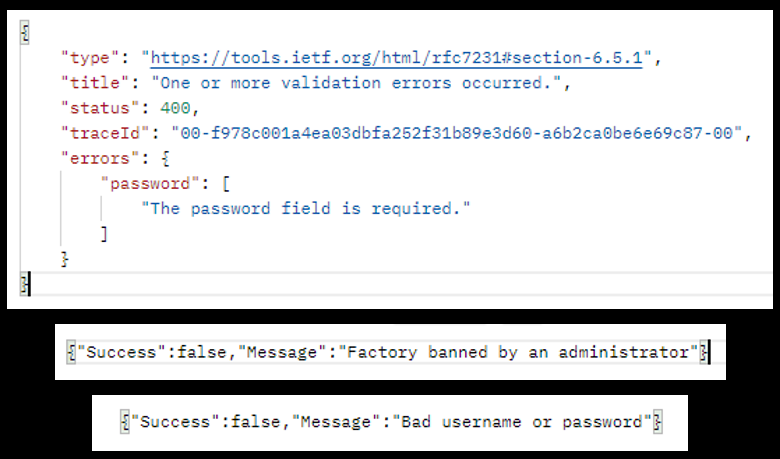 {
"type": "https://tools.ietf.org/html/rfc7231#section-6.5.1",
"title": "One or more validation errors occurred.",
"status": 400,
"traceId": "00-f978c001a4ea03dbfa252f31b89e3d60-a6b2ca0be6e69c87-00",
"errors": {
"password": [
"The password field is required."
]
}
}
{"Success":false,"Message":"Factory banned by an administrator"}
{"Success":false,"Message":"Bad username or password"}